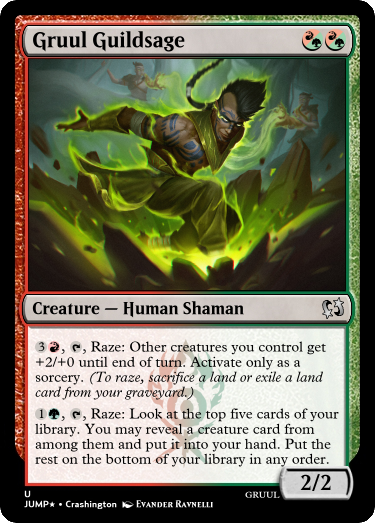 Gruul Guildsage
Creature — Human Shaman
3R, T, Raze: Other creatures you control get
+2/+0 until end of turn. Activate only as a
sorcery. (To raze, sacrifice a land or exile a land
card from your graveyard.)
1G, T, Raze: Look at the top five cards of your
library. You may reveal a creature card from
among them and put it into your hand. Put the
rest on the bottom of your library in any order.
2/2
U
JUMP★ • Crashington Evander Ravnelli
GRUUL